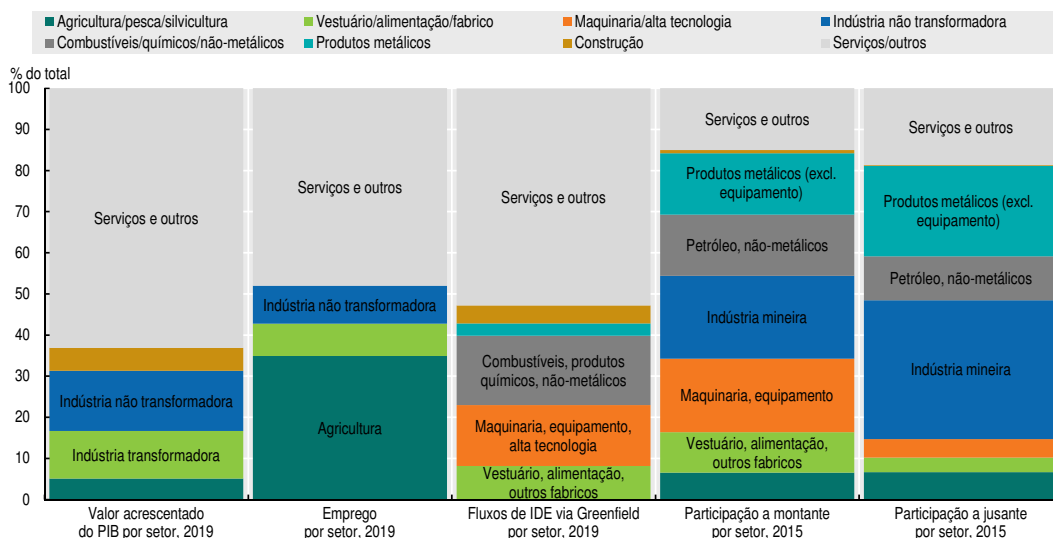 Agricultura/pesca/silvicultura
Vestuário/alimentação/fabrico
Maquinaria/alta tecnologia
Indústria não transformadora
Combustíveis/químicos/não-metálicos
Produtos metálicos
Construção
Serviços/outros
% do total
100
90
80
70
60
50
40
30
20
10
0
Serviços e outros
Indústria não transformadora
Indústria transformadora
Serviços e outros
Indústria não transformadora
Agricultura
Serviços e outros
Combustíveis, produtos
químicos, não-metálicos
Maquinaria, equipamento,
alta tecnologia
Vestuário, alimentação,
outros fabricos
Serviços e outros
Produtos metálicos (excl.
equipamento)
Petróleo, não-metálicos
Indústria mineira
Maquinaria, equipamento
Vestuário, alimentação,
outros fabricos
Serviços e outros
Produtos metálicos (excl.
equipamento)
Petróleo, não-metálicos
Indústria mineira
Valor acrescentado
do PIB por setor, 2019
Emprego
por setor, 2019
Fluxos de IDE via Greenfield
por setor, 2019
Participação a montante
por setor, 2015
Participação a jusante
por setor, 2015